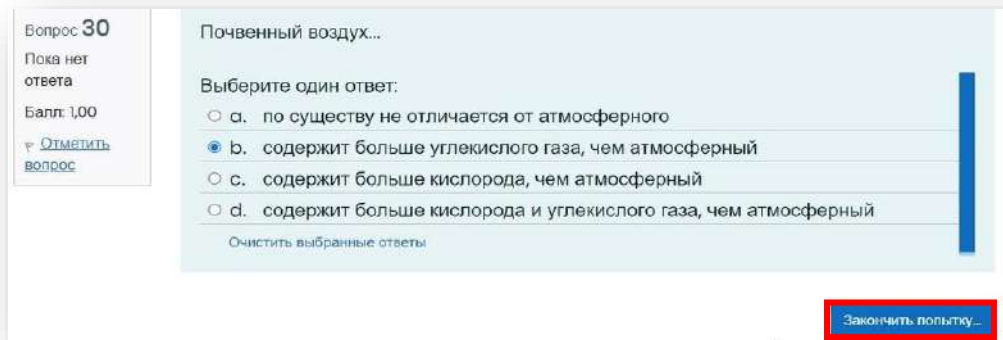 Вопрос 30
Пока нет
ответа
Балл: 1,00
Отметить
вопрос
Почвенный воздух...
Выберите один ответ:
a. по существу не отличается от атмосферного
b. содержит больше углекислого газа, чем атмосферный
c. содержит больше кислорода, чем атмосферный
d. содержит больше кислорода и углекислого газа, чем атмосферный
Очистить выбранные ответы
Закончить попытку...